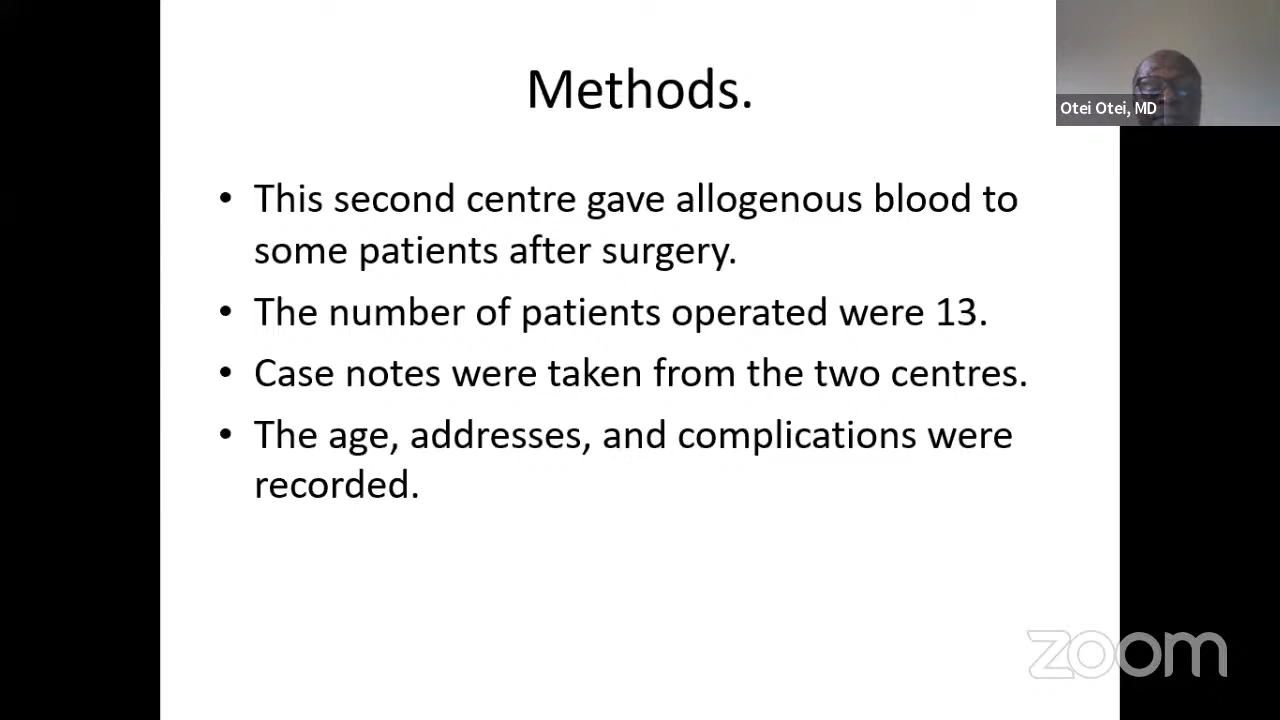 Methods.
Otei Otei, MD
• This second centre gave allogenous blood to
some patients after surgery.
• The number of patients operated were 13.
• Case notes were taken from the two centres.
• The age, addresses, and complications were
recorded.
zoom